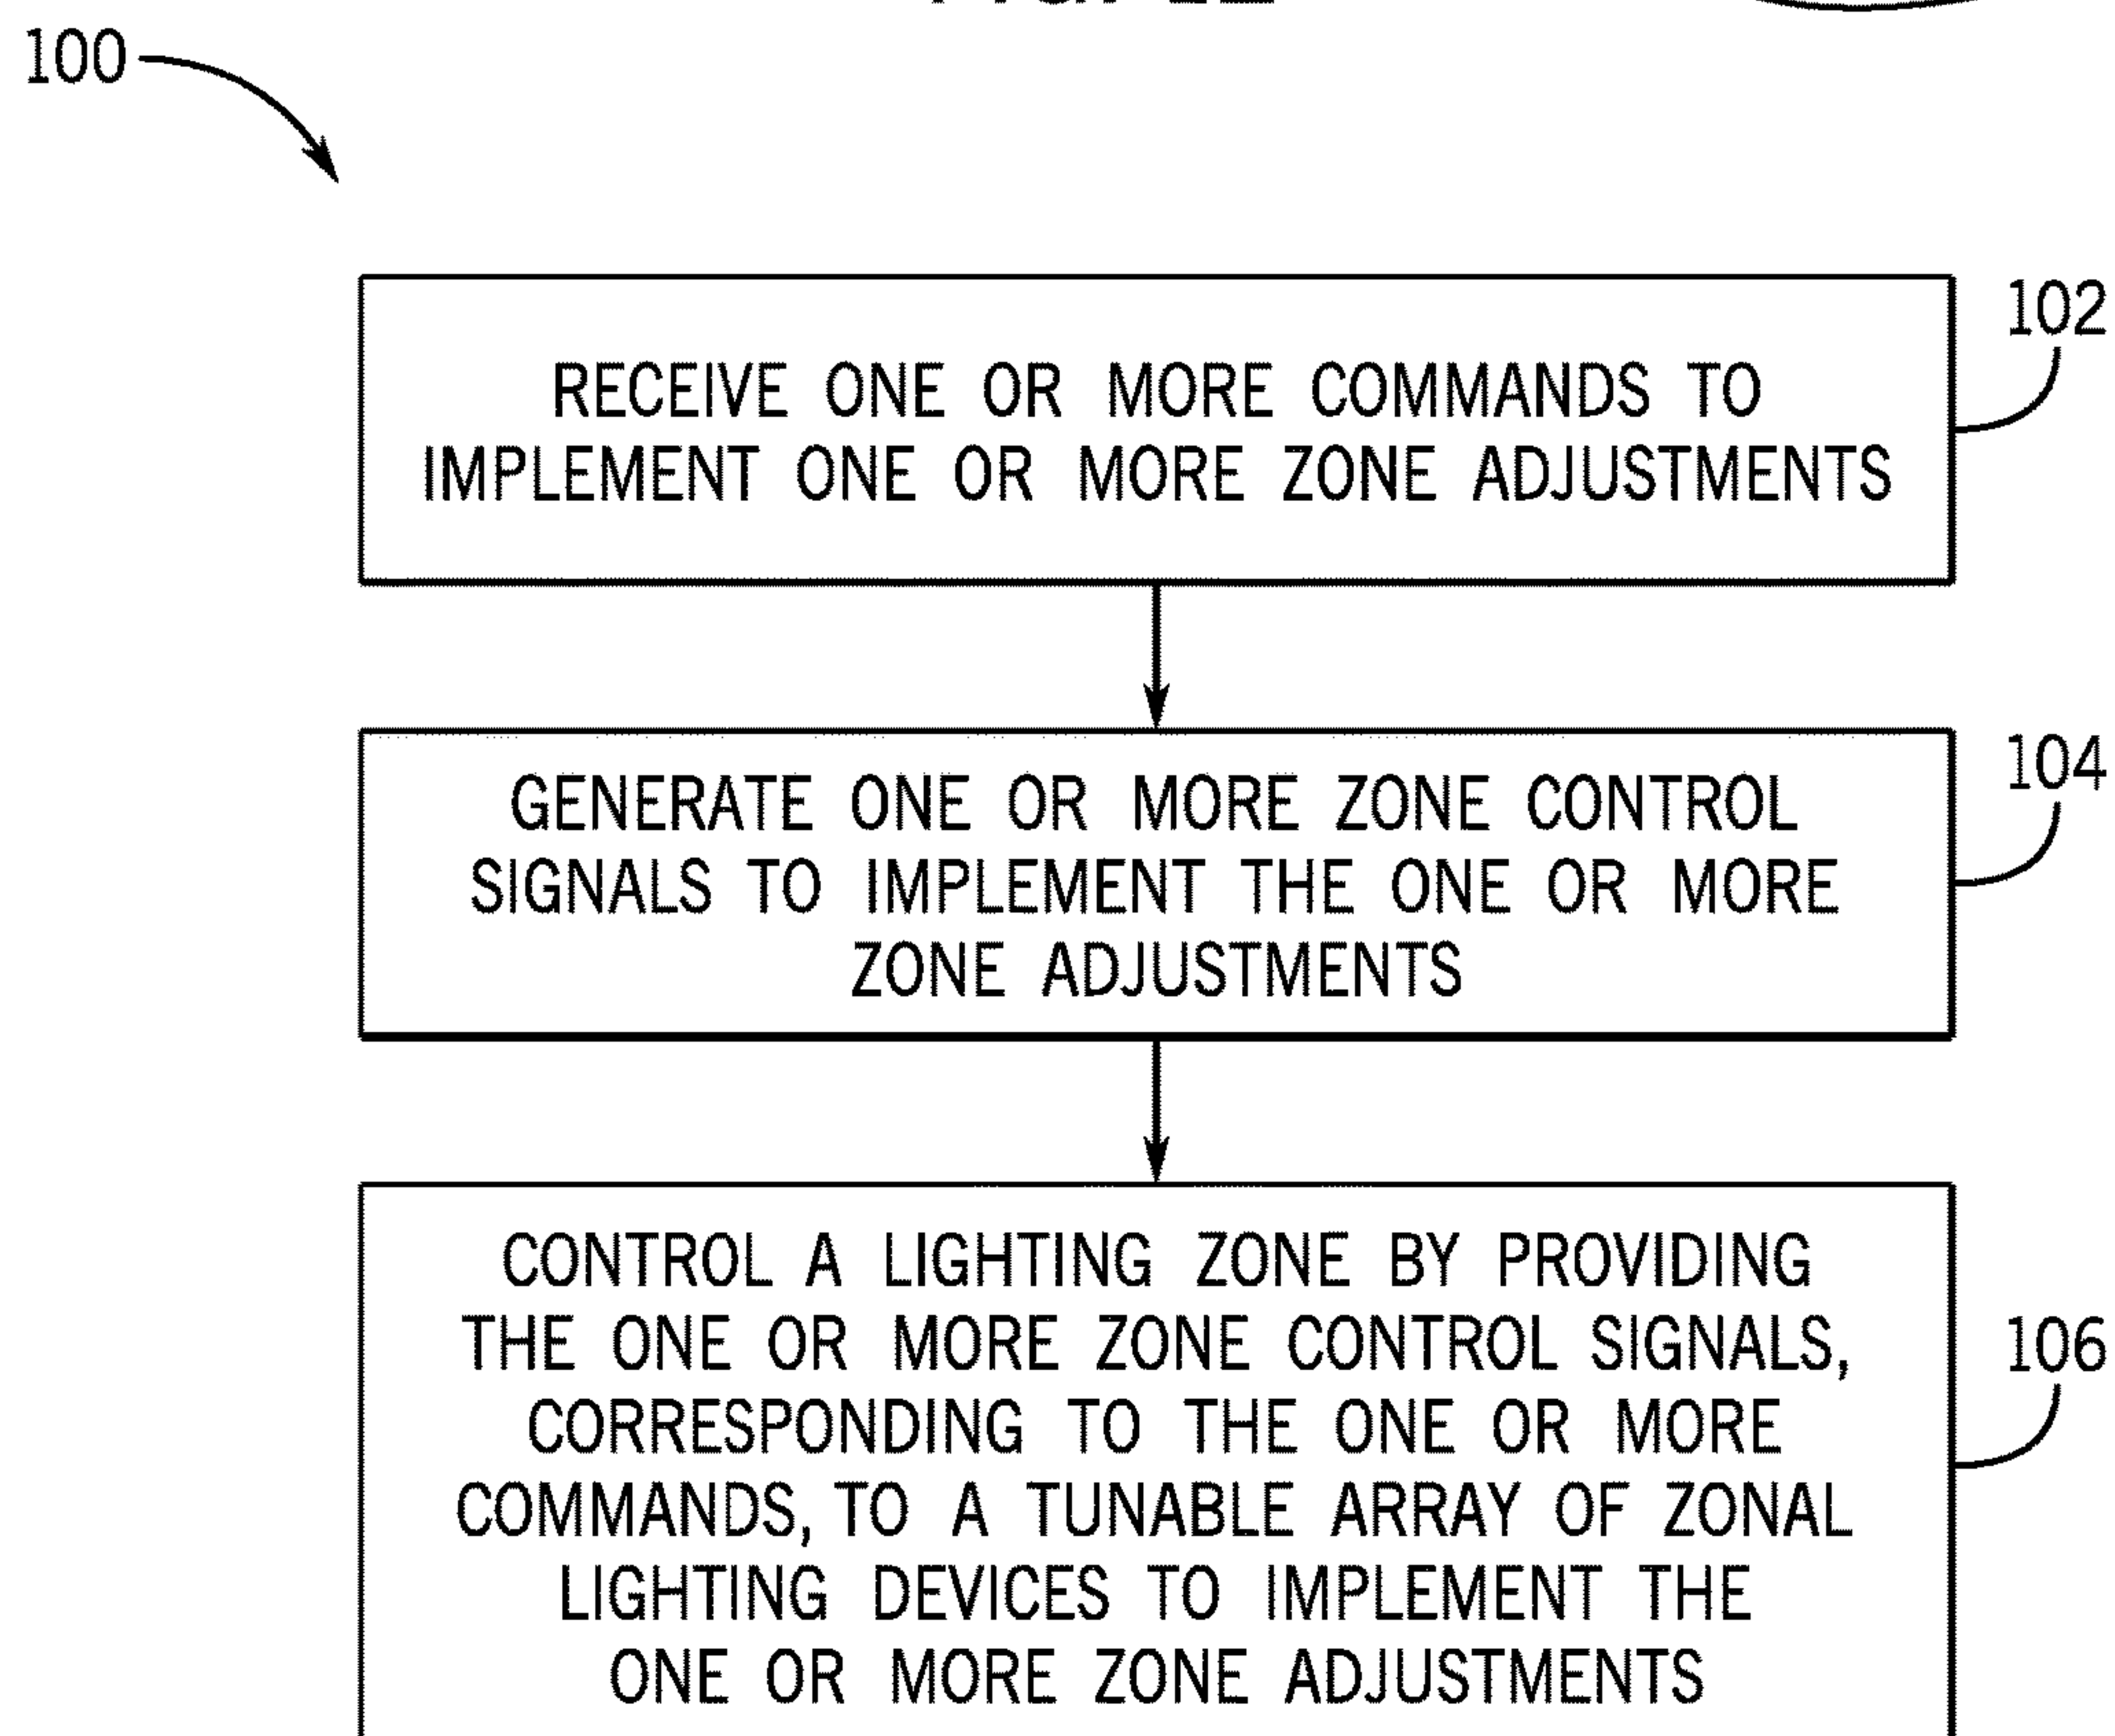 100
102
RECEIVE ONE OR MORE COMMANDS TO
IMPLEMENT ONE OR MORE ZONE ADJUSTMENTS
104
GENERATE ONE OR MORE ZONE CONTROL
SIGNALS TO IMPLEMENT THE ONE OR MORE
ZONE ADJUSTMENTS
CONTROL A LIGHTING ZONE BY PROVIDING
THE ONE OR MORE ZONE CONTROL SIGNALS,
106
CORRESPONDING TO THE ONE OR MORE
COMMANDS, TO A TUNABLE ARRAY OF ZONAL
LIGHTING DEVICES TO IMPLEMENT THE
ONE OR MORE ZONE ADJUSTMENTS